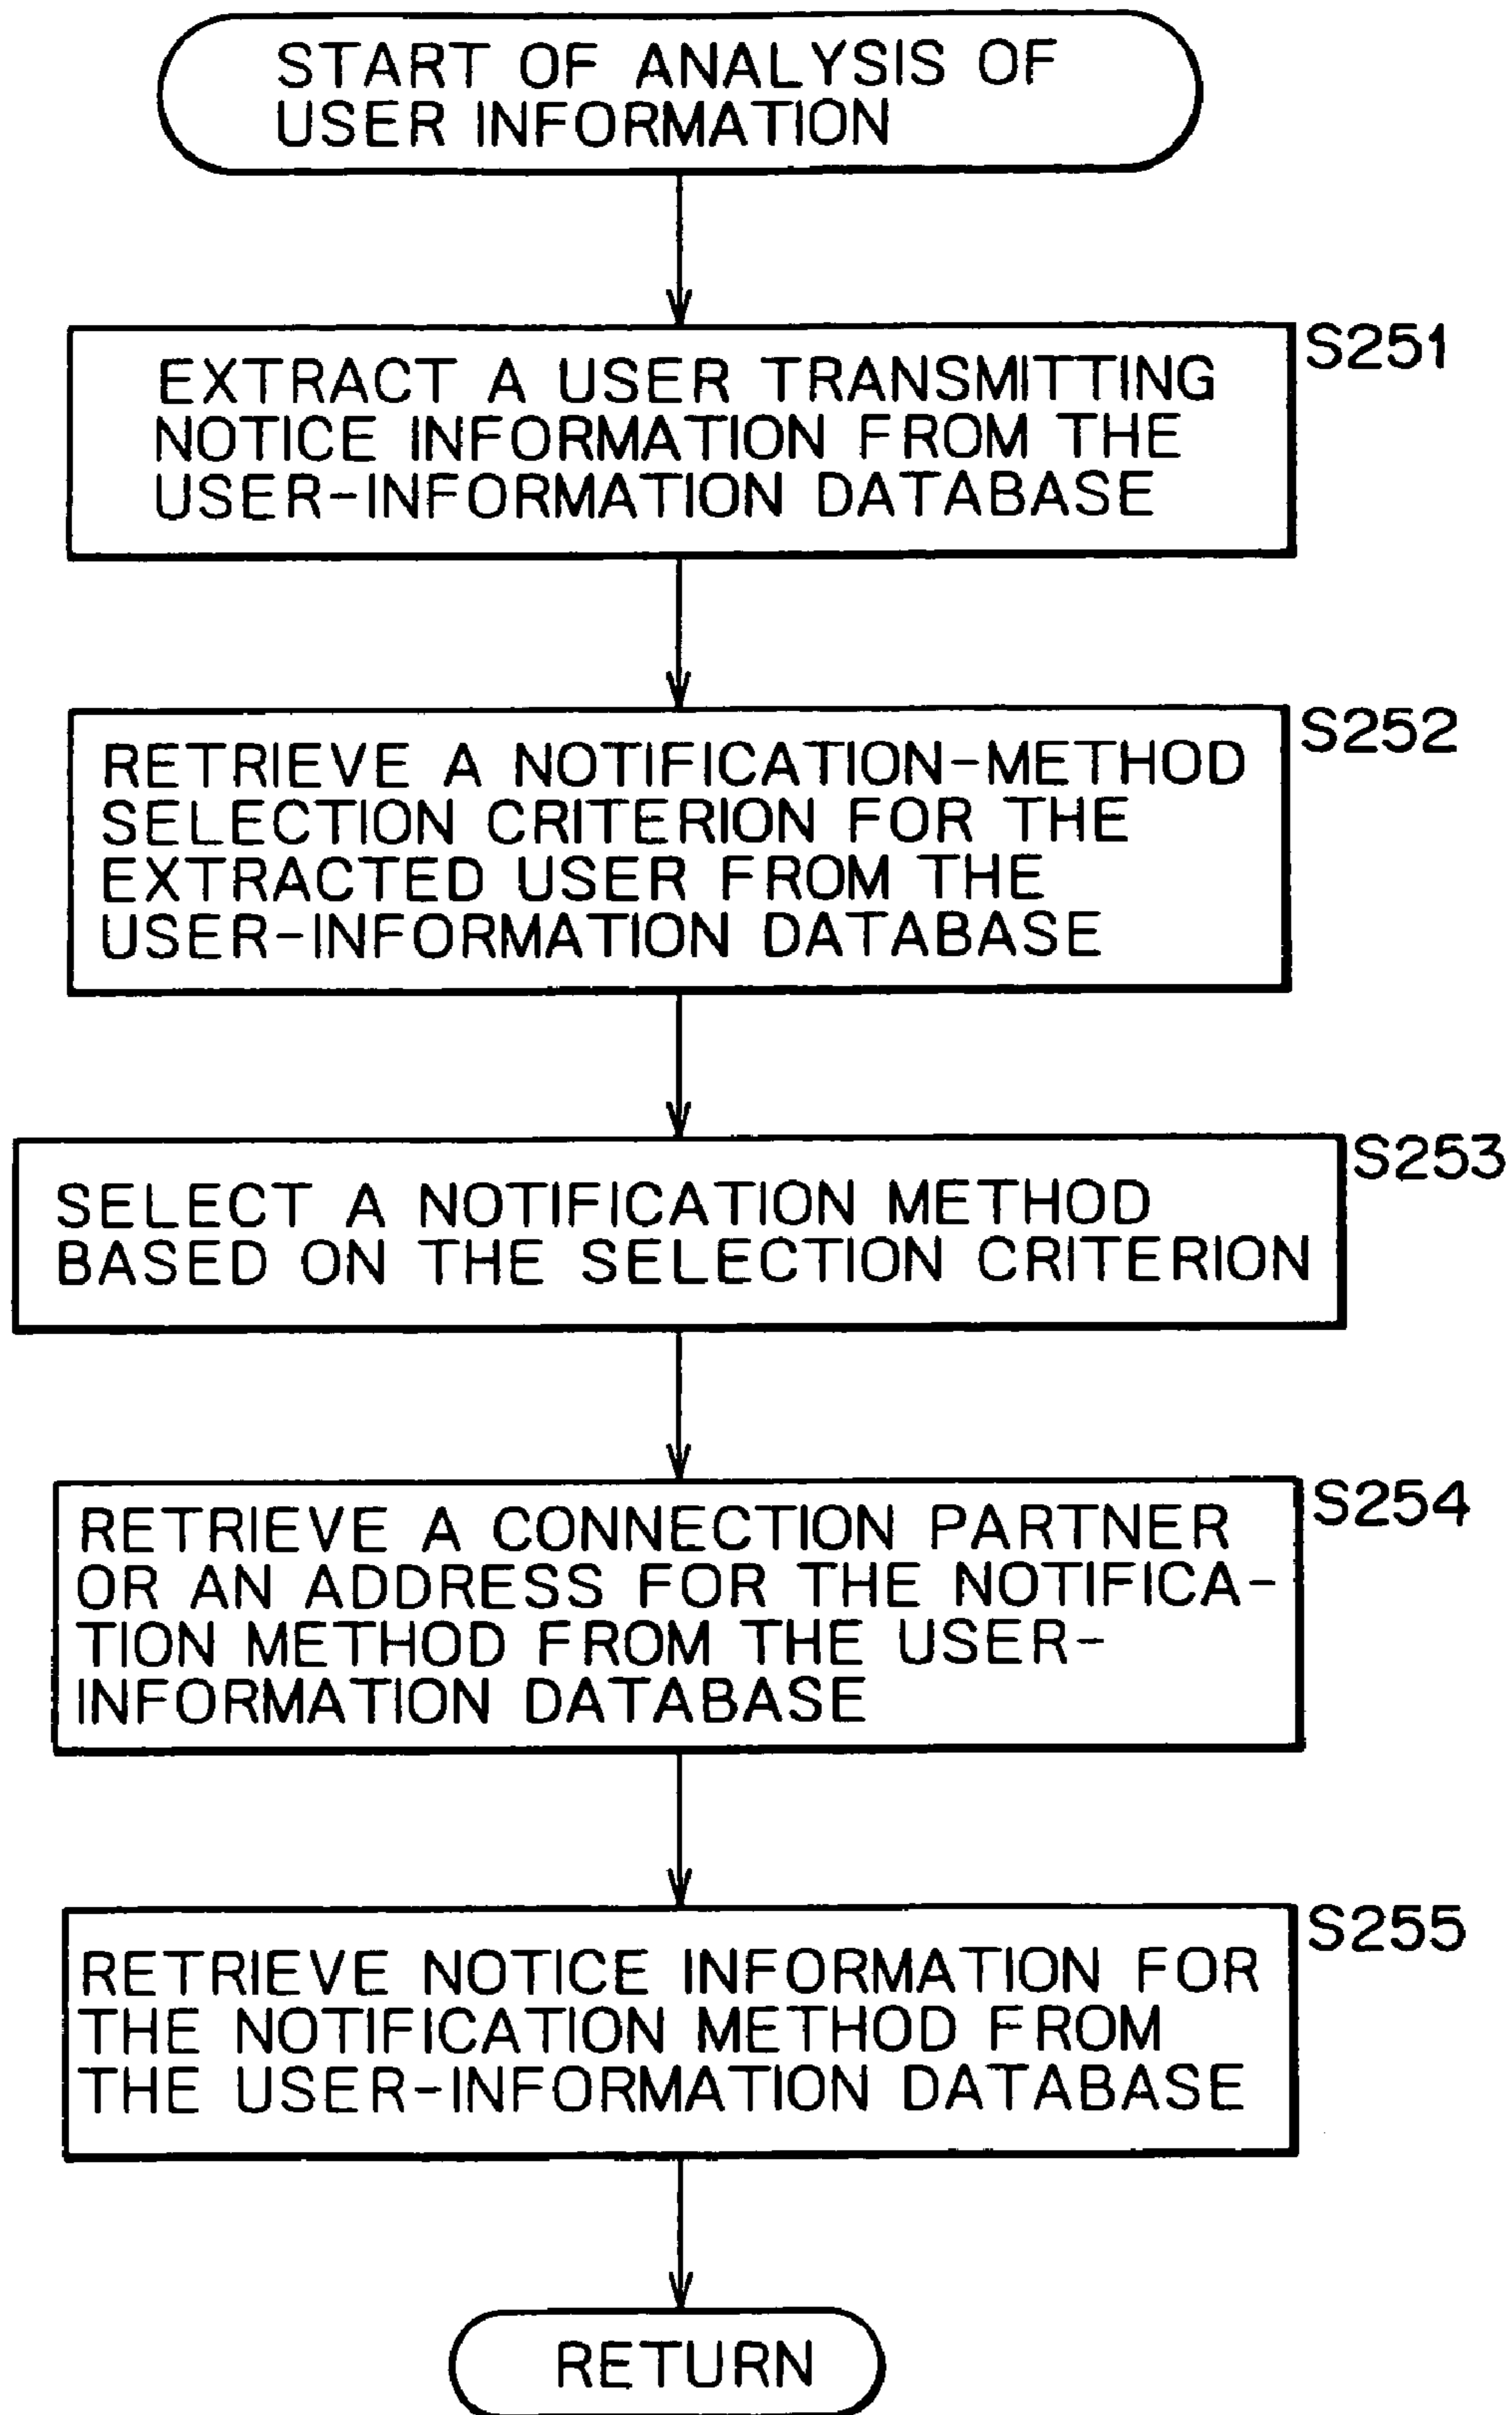 START OF ANALYSIS OF
USER INFORMATION
S251
EXTRACT A USER TRANSMITTING
NOTICE INFORMATION FROM THE
USER-INFORMATION DATABASE
S252
RETRIEVE A NOTIFICATION-METHOD
SELECTION CRITERION FOR THE
EXTRACTED USER FROM THE
USER-INFORMATION DATABASE
S253
SELECT A NOTIFICATION METHOD
BASED ON THE SELECTION CRITERION
S254
RETRIEVE A CONNECTION PARTNER
OR AN ADDRESS FOR THE NOTIFICA-
TION METHOD FROM THE USER-
INFORMATION DATABASE
S255
RETRIEVE NOTICE INFORMATION FOR
THE NOTIFICATION METHOD FROM
THE USER-INFORMATION DATABASE
RETURN